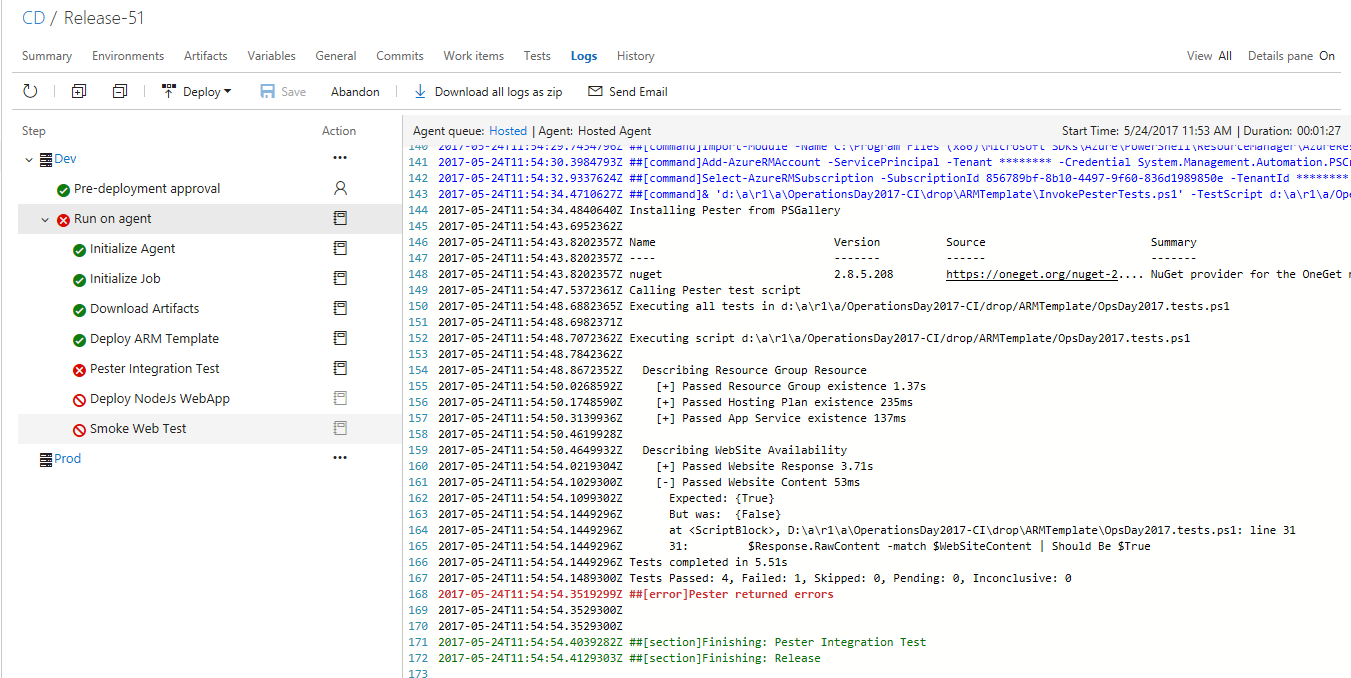 CD / Release-51
Summary Environments Artifacts Variables General Commits Work items Tests Logs History View All Details pane On
Deploy Save Abandon Download all logs as zip Send Email
Step Action
Dev ...
Pre-deployment approval
Run on agent
Initialize Agent
Initialize Job
Download Artifacts
Deploy ARM Template
Pester Integration Test
Deploy NodeJs WebApp
Smoke Web Test
Prod ...
Agent queue: Hosted | Agent: Hosted Agent Start Time: 5/24/2017 11:53 AM | Duration: 00:01:27
140 2017-05-24T11:54:29.7454796Z ##[command]Import-Module -Name C:\Program Files (x86)\Microsoft SDKs\Azure\PowerShell\ResourceManager\AzureRes
141 2017-05-24T11:54:30.3984793Z ##[command]Add-AzureRMAccount -ServicePrincipal -Tenant ******** -Credential System.Management.Automation.PSCr
142 2017-05-24T11:54:32.9337624Z ##[command]Select-AzureRMSubscription -SubscriptionId 856789bf-8b10-4497-9f60-836d1989850e -TenantId ********
143 2017-05-24T11:54:34.4710627Z ##[command]& 'd:\a\r1\a\OperationsDay2017-CI\drop\ARMTemplate\InvokePesterTests.ps1' -TestScript d:\a\r1\a/Ope
144 2017-05-24T11:54:34.4840640Z Installing Pester from PSGallery
145 2017-05-24T11:54:43.6952362Z
146 2017-05-24T11:54:43.8202357Z Name Version Source Summary
147 2017-05-24T11:54:43.8202357Z ---- ------- ------ -------
148 2017-05-24T11:54:43.8202357Z nuget 2.8.5.208 https://oneget.org/nuget-2.... NuGet provider for the OneGet m
149 2017-05-24T11:54:47.5372361Z Calling Pester test script
150 2017-05-24T11:54:48.6882365Z Executing all tests in d:\a\r1\a/OperationsDay2017-CI/drop/ARMTemplate/OpsDay2017.tests.ps1
151 2017-05-24T11:54:48.6982371Z
152 2017-05-24T11:54:48.7072362Z Executing script d:\a\r1\a/OperationsDay2017-CI/drop/ARMTemplate/OpsDay2017.tests.ps1
153 2017-05-24T11:54:48.7842362Z
154 2017-05-24T11:54:48.8672352Z Describing Resource Group Resource
155 2017-05-24T11:54:50.0268592Z [+] Passed Resource Group existence 1.37s
156 2017-05-24T11:54:50.1748590Z [+] Passed Hosting Plan existence 235ms
157 2017-05-24T11:54:50.3139936Z [+] Passed App Service existence 137ms
158 2017-05-24T11:54:50.4619928Z
159 2017-05-24T11:54:50.4649932Z Describing WebSite Availability
160 2017-05-24T11:54:54.0219304Z [+] Passed Website Response 3.71s
161 2017-05-24T11:54:54.1029300Z [-] Passed Website Content 53ms
162 2017-05-24T11:54:54.1099302Z Expected: {True}
163 2017-05-24T11:54:54.1449296Z But was: {False}
164 2017-05-24T11:54:54.1449296Z at <ScriptBlock>, D:\a\r1\a\OperationsDay2017-CI\drop\ARMTemplate\OpsDay2017.tests.ps1: line 31
165 2017-05-24T11:54:54.1449296Z 31: $Response.RawContent -match $WebSiteContent | Should Be $True
166 2017-05-24T11:54:54.1449296Z Tests completed in 5.51s
167 2017-05-24T11:54:54.1489300Z Tests Passed: 4, Failed: 1, Skipped: 0, Pending: 0, Inconclusive: 0
168 2017-05-24T11:54:54.3519299Z ##[error]Pester returned errors
169 2017-05-24T11:54:54.3529300Z
170 2017-05-24T11:54:54.3529300Z
171 2017-05-24T11:54:54.4039282Z ##[section]Finishing: Pester Integration Test
172 2017-05-24T11:54:54.4129303Z ##[section]Finishing: Release
173